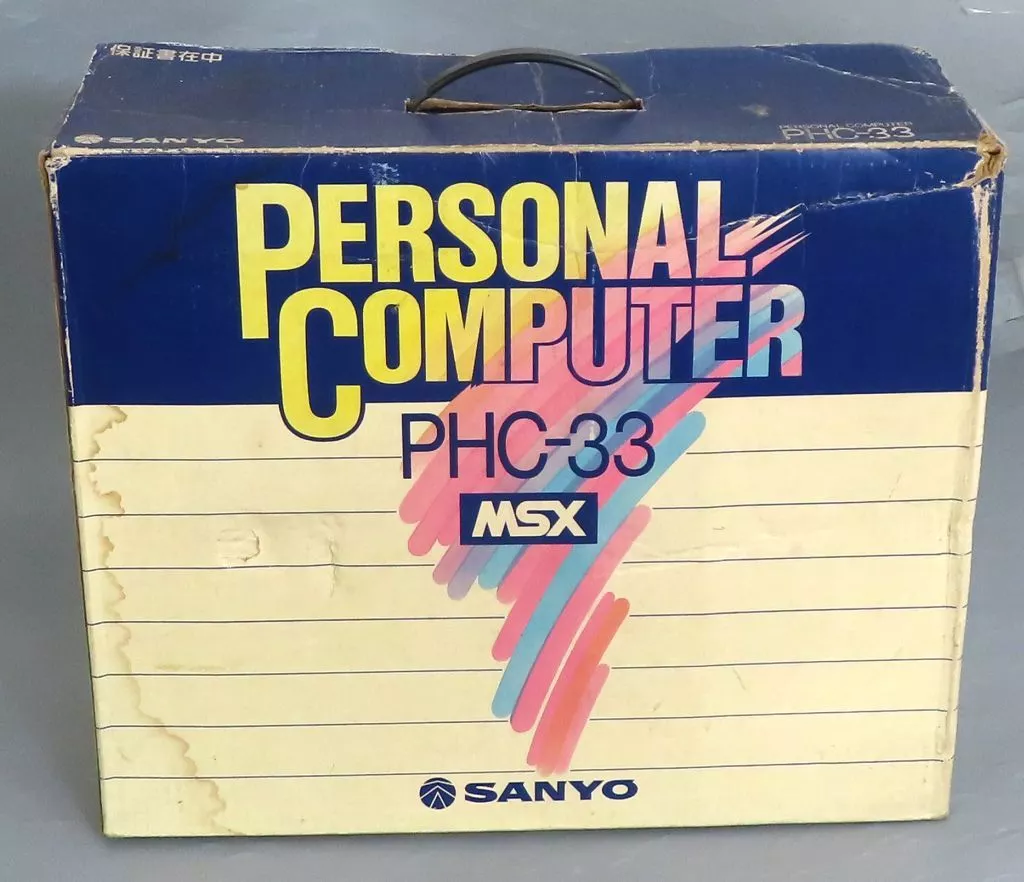 保証書在中
SANYO
PERSONAL COMPUTER
PHC-33
PERSONAL
COMPUTER
PHC-33
MSX
SANYO